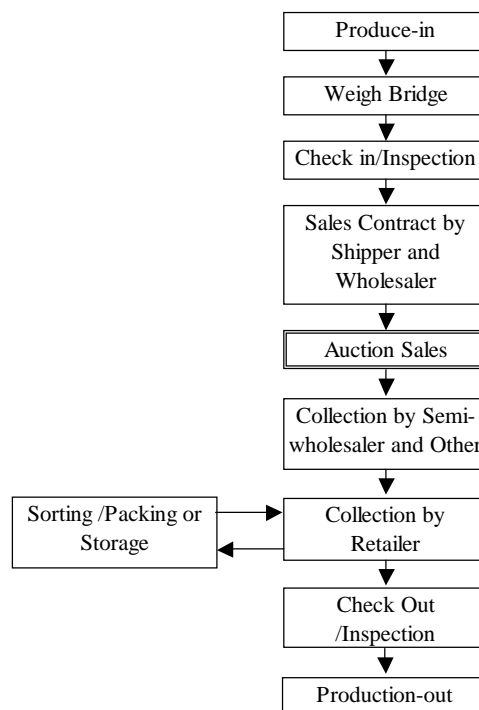 Produce-in
Weigh Bridge
Check in/Inspection
Sales Contract by
Shipper and
Wholesaler
Auction Sales
Collection by Semi-
wholesaler and Other
Sorting /Packing or
Storage
Collection by
Retailer
Check Out
/Inspection
Production-out